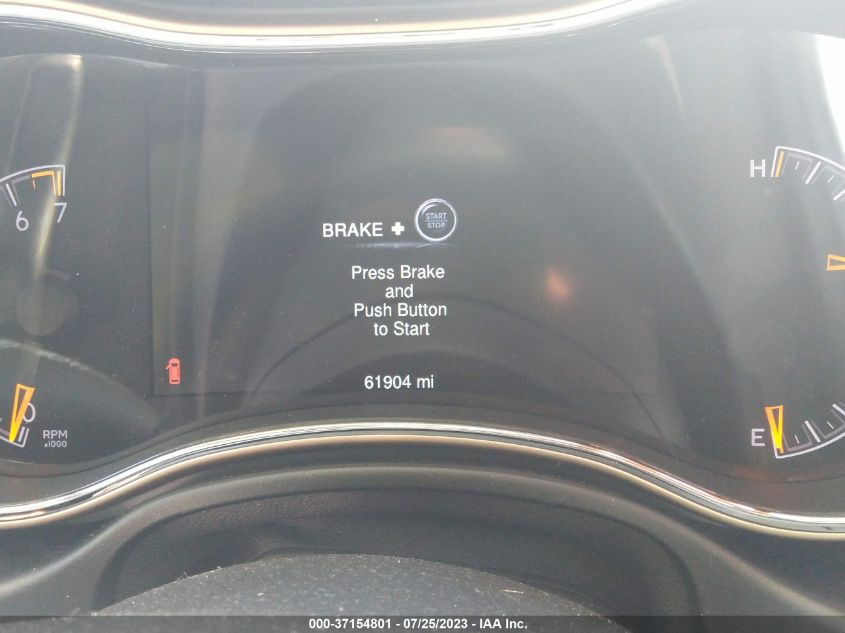 H
6
7
START
STOP
BRAKE +
Press Brake
and
Push Button
to Start
61904 mi
0
RPM
x1000
E
000-37154801 / 07/25/2023 - IAA Inc.